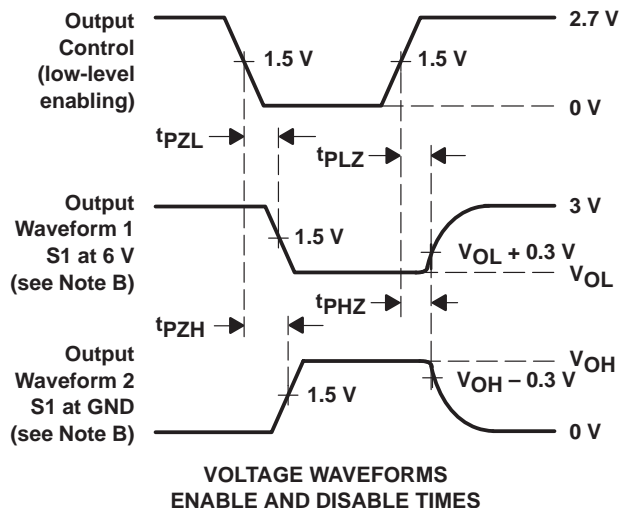 Output
Control
(low-level
enabling)
1.5 V
1.5 V
2.7 V
0 V
tPZL
tPLZ
Output
Waveform 1
S1 at 6 V
(see Note B)
1.5 V
3 V
VOL + 0.3 V
VOL
tPZH
tPHZ
Output
Waveform 2
S1 at GND
(see Note B)
1.5 V
VOH
VOH − 0.3 V
0 V
VOLTAGE WAVEFORMS
ENABLE AND DISABLE TIMES